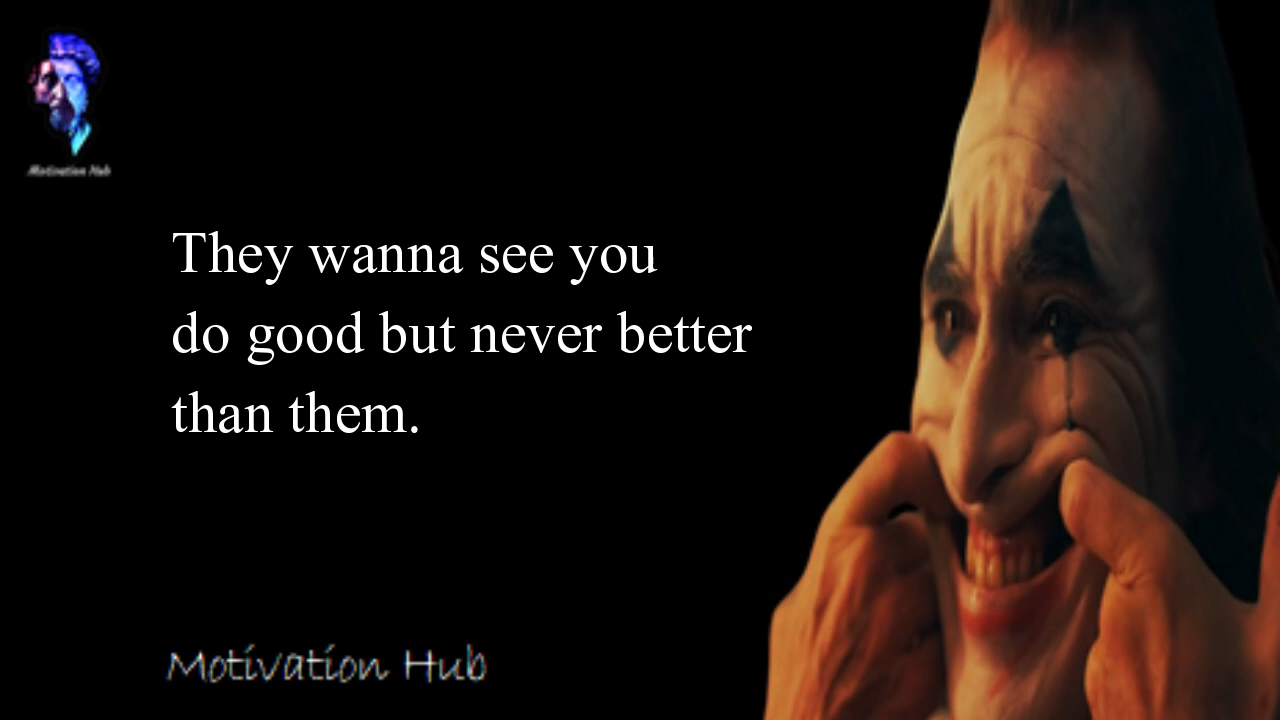 Motivation Hub
They wanna see you
do good but never better
than them.
Motivation Hub